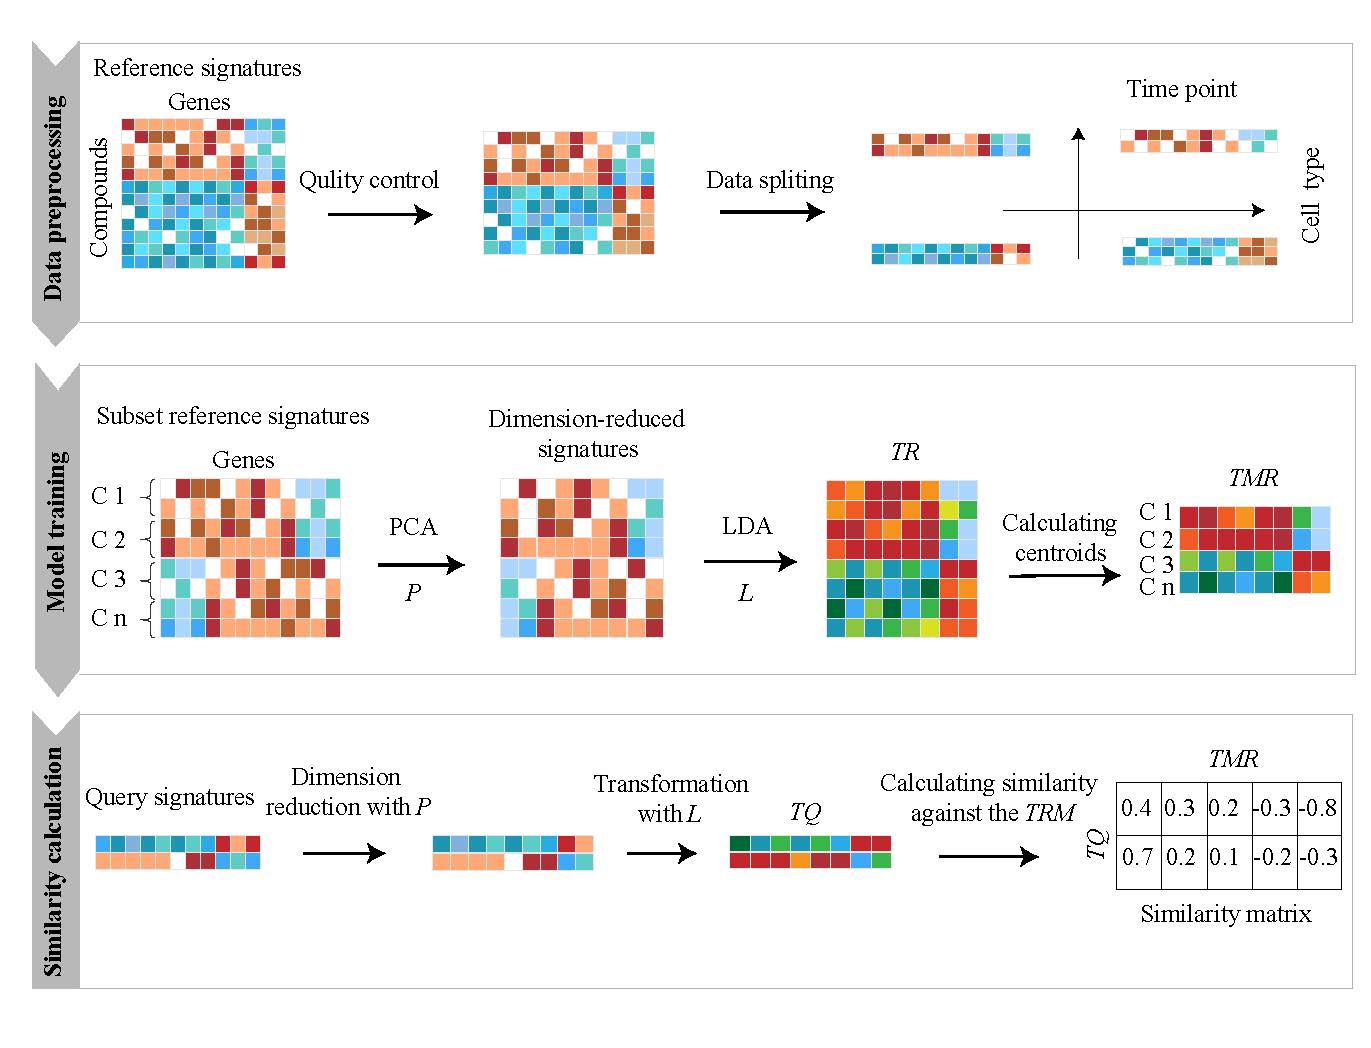 Data preprocessing
Reference signatures
Genes
Compounds
Qulity control
Data spliting
Time point
Cell type
Model training
Subset reference signatures
Genes
C 1
C 2
C 3
C n
PCA
P
Dimension-reduced
signatures
LDA
L
TR
Calculating
centroids
TMR
C 1
C 2
C 3
C n
Similarity calculation
Query signatures
Dimension
reduction with P
Transformation
with L
TQ
Calculating similarity
against the TRM
TMR
TQ
0.4 0.3 0.2 -0.3 -0.8
0.7 0.2 0.1 -0.2 -0.3
Similarity matrix